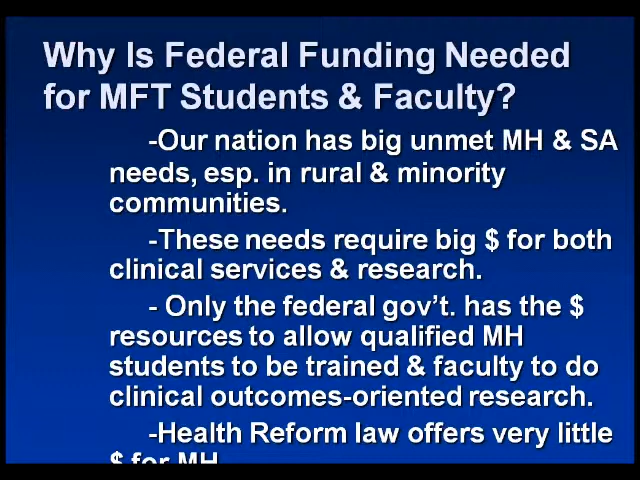 Why Is Federal Funding Needed
for MFT Students & Faculty?
-Our nation has big unmet MH & SA
needs, esp. in rural & minority
communities.
-These needs require big $ for both
clinical services & research.
- Only the federal gov't. has the $
resources to allow qualified MH
students to be trained & faculty to do
clinical outcomes-oriented research.
-Health Reform law offers very little
$ for MH